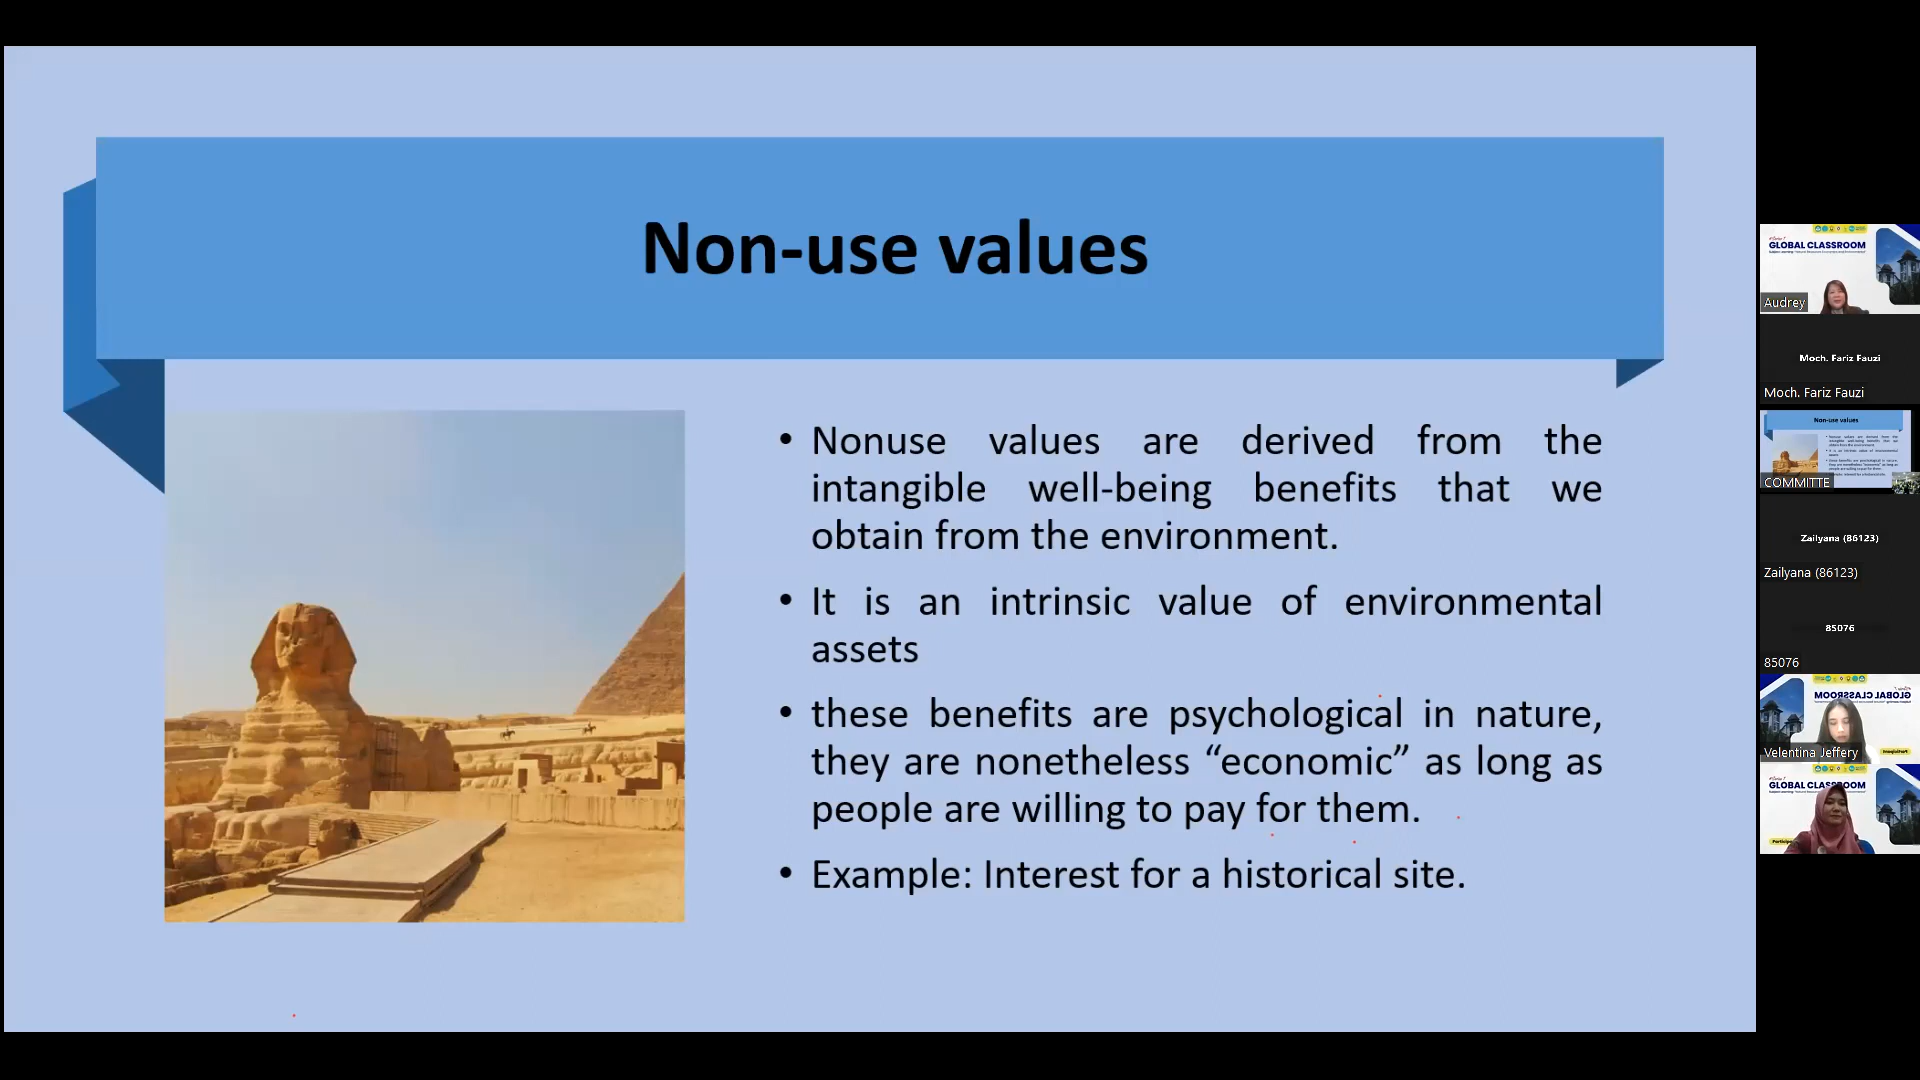 Non-use values
• Nonuse values are derived from the
intangible well-being benefits that we
obtain from the environment.
• It is an intrinsic value of environmental
assets
• these benefits are psychological in nature,
they are nonetheless “economic” as long as
people are willing to pay for them.
• Example: Interest for a historical site.
GLOBAL CLASSROOM
Audrey
Moch. Fariz Fauzi
Moch. Fariz Fauzi
Non-use values
COMMITTE
Zailyana (86123)
Zailyana (86123)
85076
85076
GLOBAL CLASSROOM
Velentina Jeffery
GLOBAL CLASSROOM